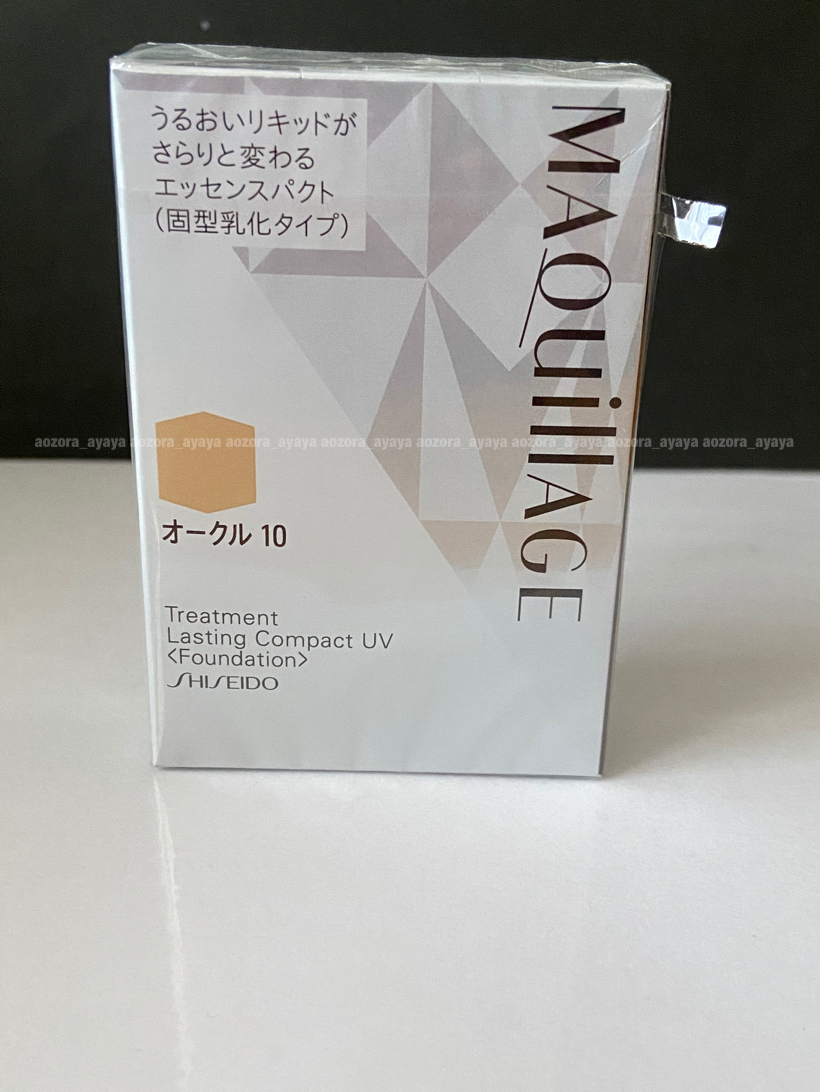 うるおいリキッドが
さらりと変わる
エッセンスパクト
(固型乳化タイプ)
MAQuillAGE
aozora_ayaya aozora_ayaya aozora_ayaya aozora_ayaya aozora_ayaya aozora_ayaya aozora_ayaya aozora_ayaya
オークル 10
Treatment
Lasting Compact UV
<Foundation>
SHISEIDO